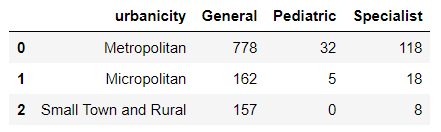 urbanicity General Pediatric Specialist
0 Metropolitan 778 32 118
1 Micropolitan 162 5 18
2 Small Town and Rural 157 0 8